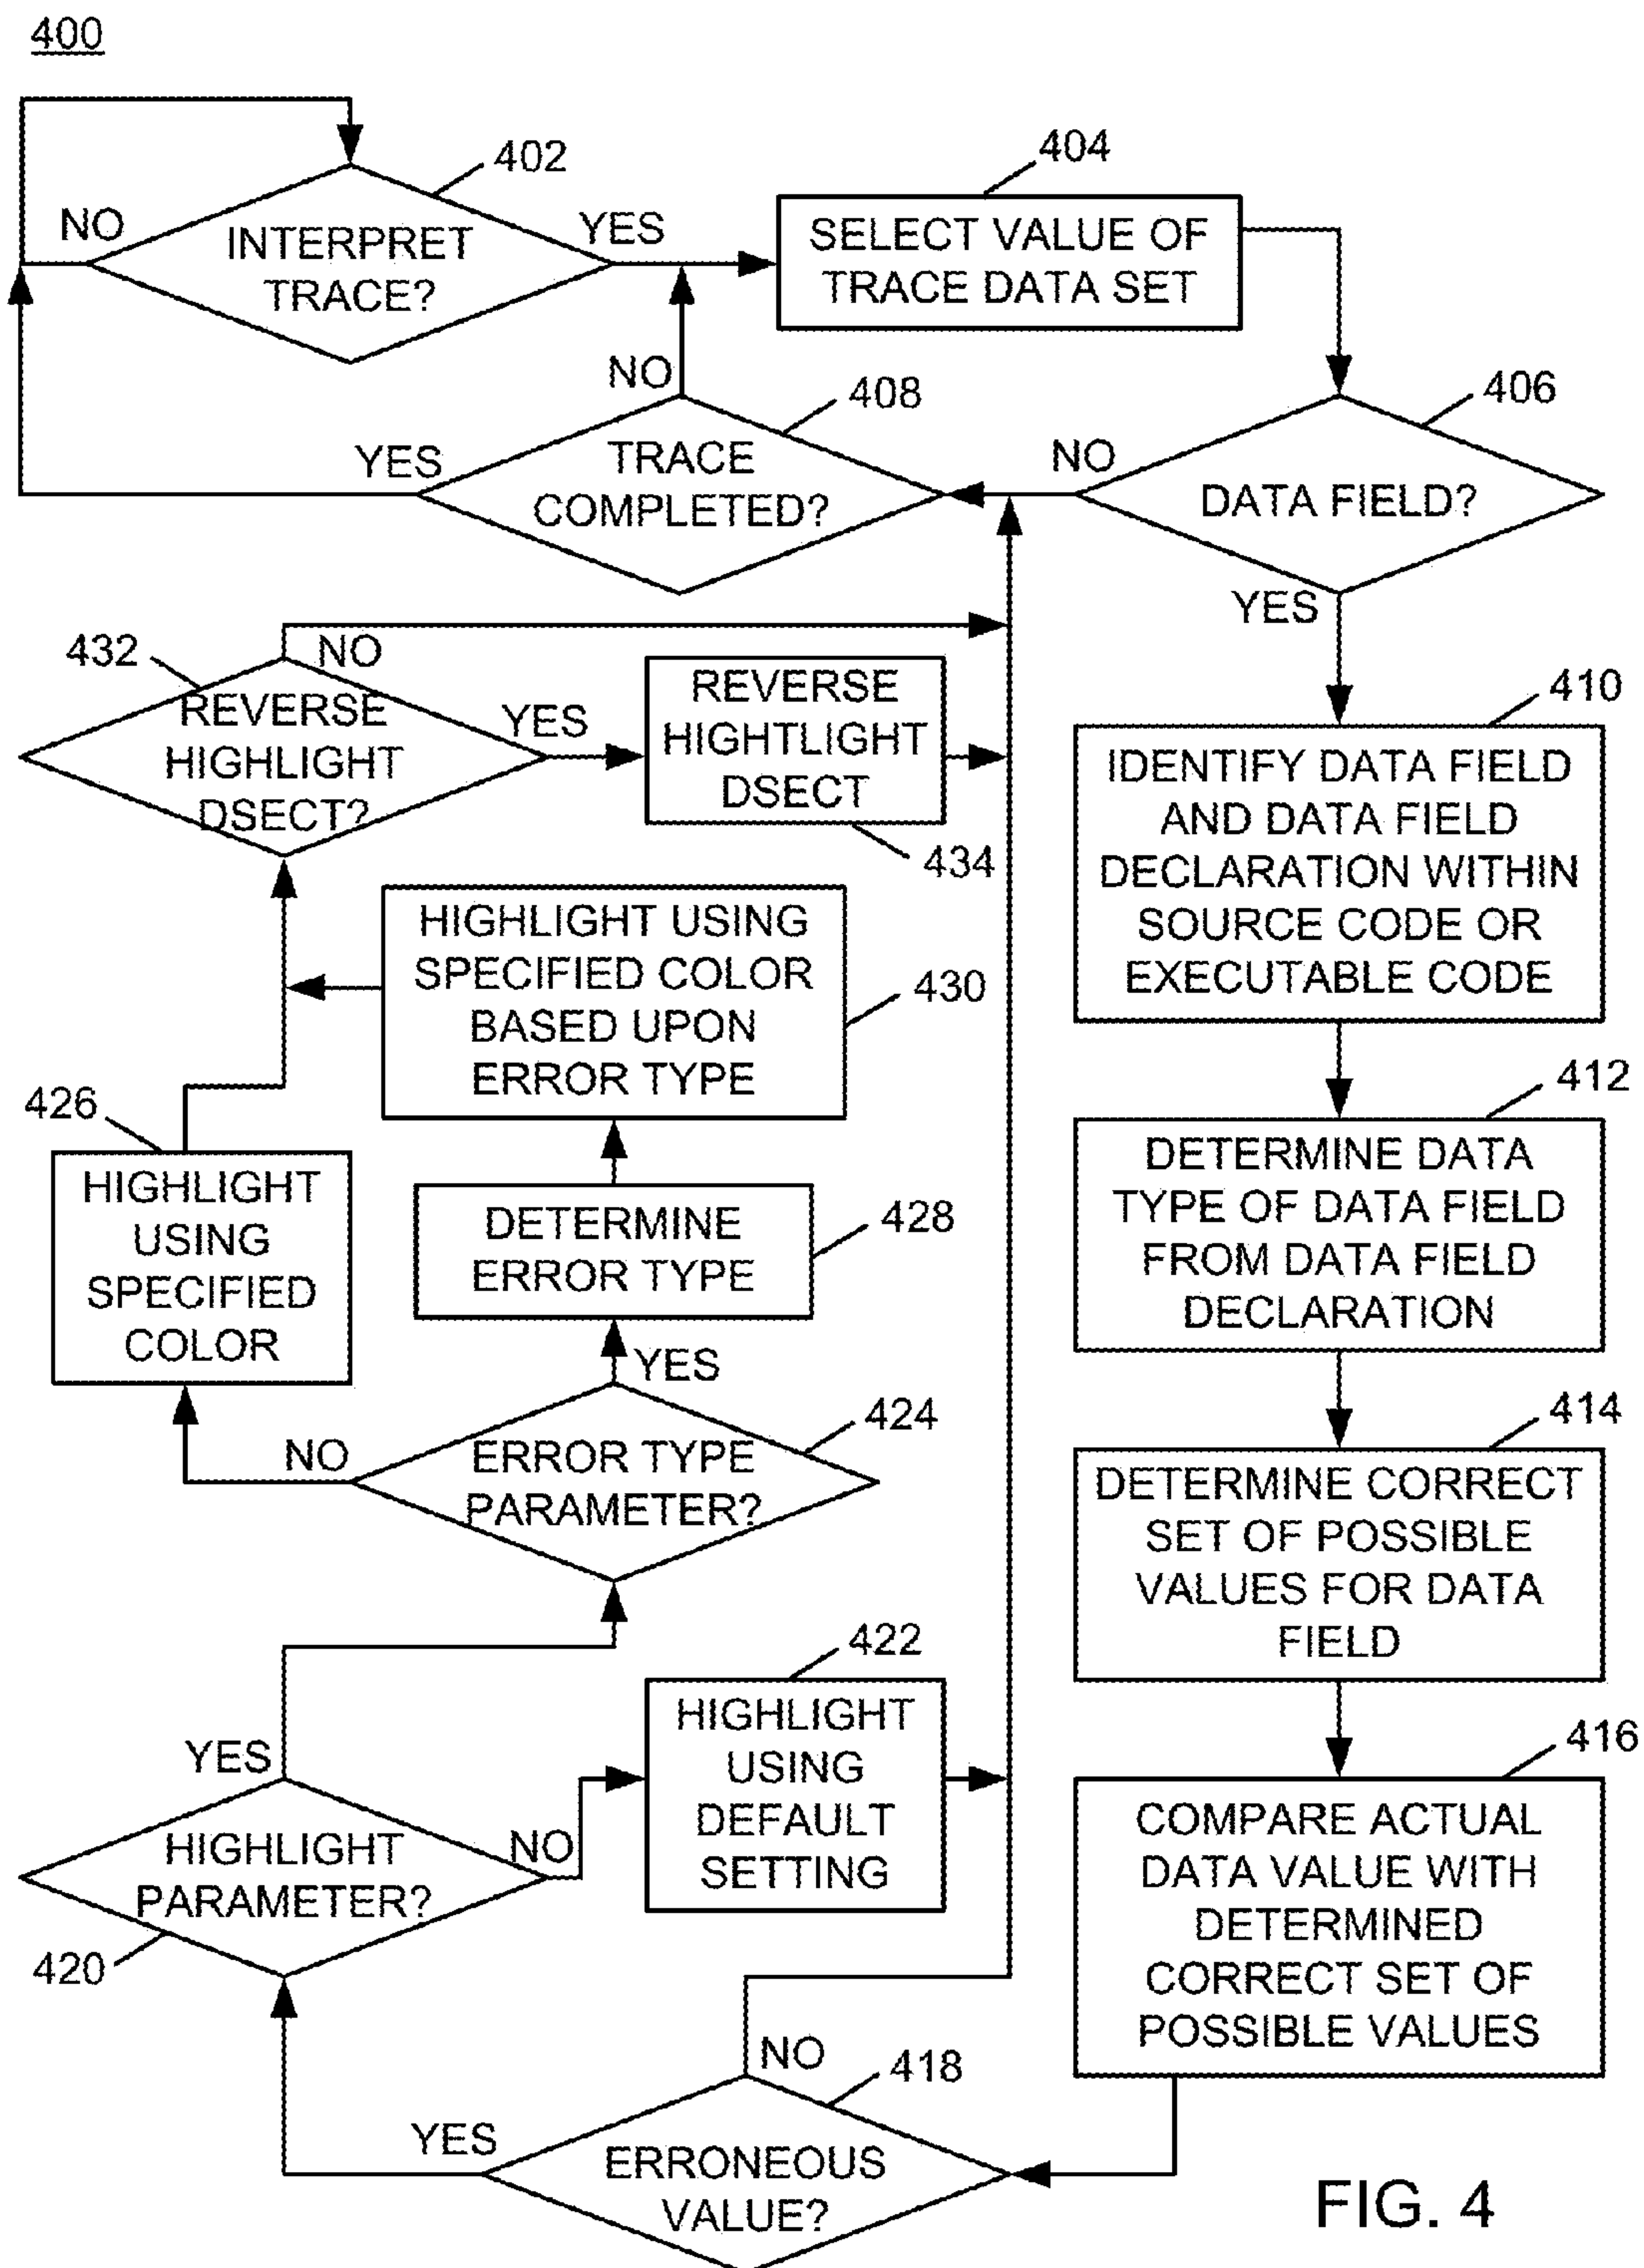 400
402
NO
INTERPRET
TRACE?
YES
404
SELECT VALUE OF
TRACE DATA SET
NO
408
YES
TRACE
COMPLETED?
NO
406
DATA FIELD?
YES
432
NO
REVERSE
HIGHLIGHT
DSECT?
YES
REVERSE
HIGHTLIGHT
DSECT
434
410
IDENTIFY DATA FIELD
AND DATA FIELD
DECLARATION WITHIN
SOURCE CODE OR
EXECUTABLE CODE
HIGHLIGHT USING
SPECIFIED COLOR
BASED UPON
ERROR TYPE
430
412
DETERMINE DATA
TYPE OF DATA FIELD
FROM DATA FIELD
DECLARATION
426
HIGHLIGHT
USING
SPECIFIED
COLOR
DETERMINE
ERROR TYPE
428
YES
424
NO
ERROR TYPE
PARAMETER?
414
DETERMINE CORRECT
SET OF POSSIBLE
VALUES FOR DATA
FIELD
422
HIGHLIGHT
USING
DEFAULT
SETTING
YES
NO
HIGHLIGHT
PARAMETER?
420
416
COMPARE ACTUAL
DATA VALUE WITH
DETERMINED
CORRECT SET OF
POSSIBLE VALUES
NO
418
YES
ERRONEOUS
VALUE?
FIG. 4